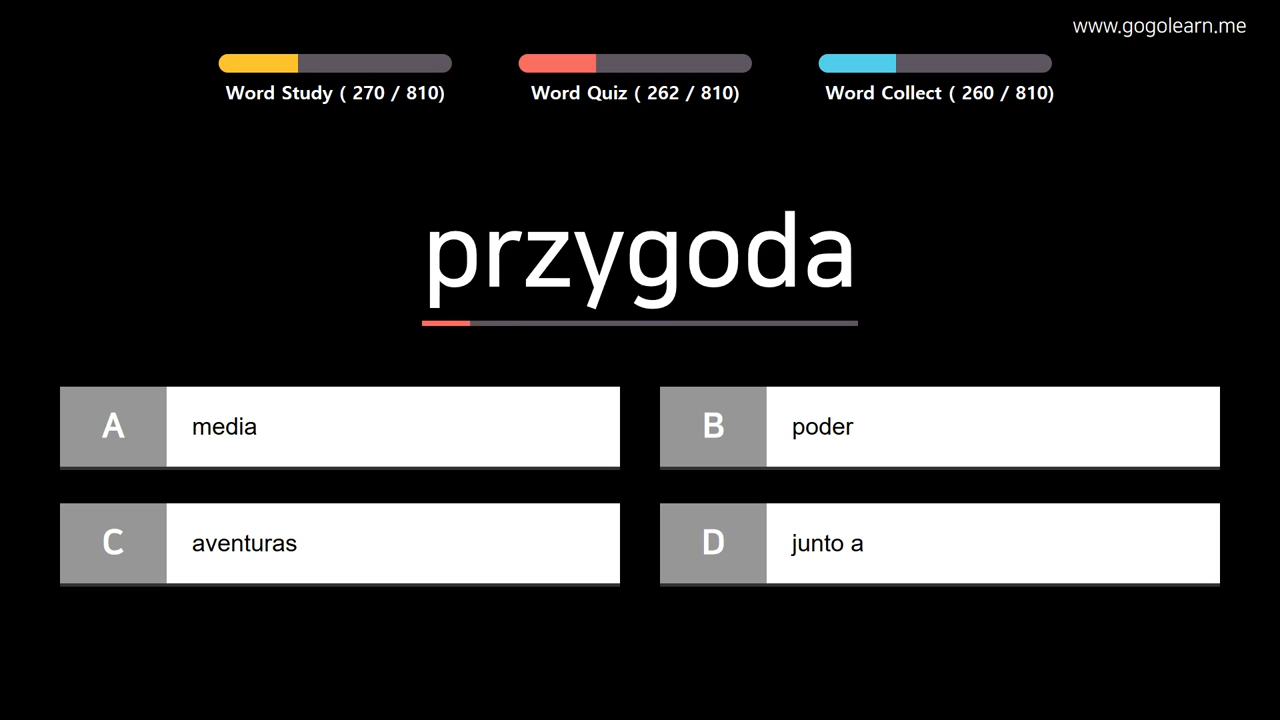 www.gogolearn.me
Word Study ( 270 / 810)
Word Quiz ( 262 / 810)
Word Collect ( 260 / 810)
przygoda
A media
B poder
C aventuras
D junto a